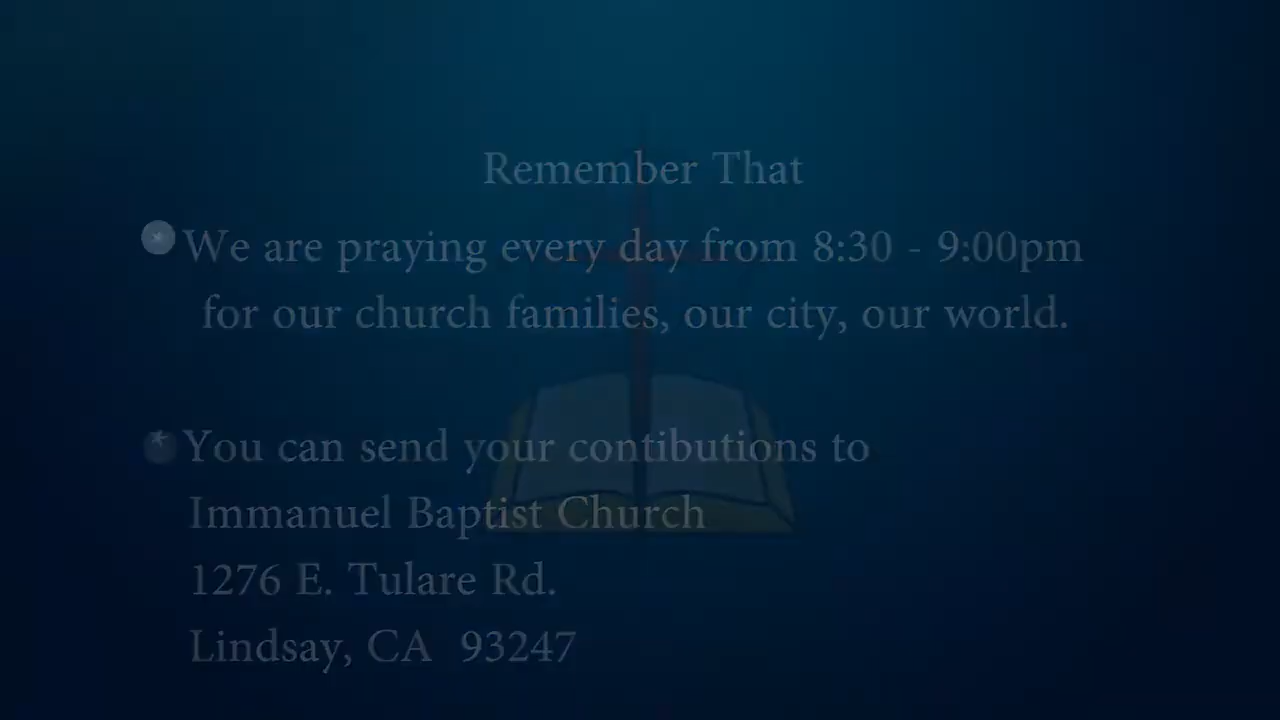 Remember That
* We are praying every day from 8:30 - 9:00pm
for our church families, our city, our world.
* You can send your contibutions to
Immanuel Baptist Church
1276 E. Tulare Rd.
Lindsay, CA 93247